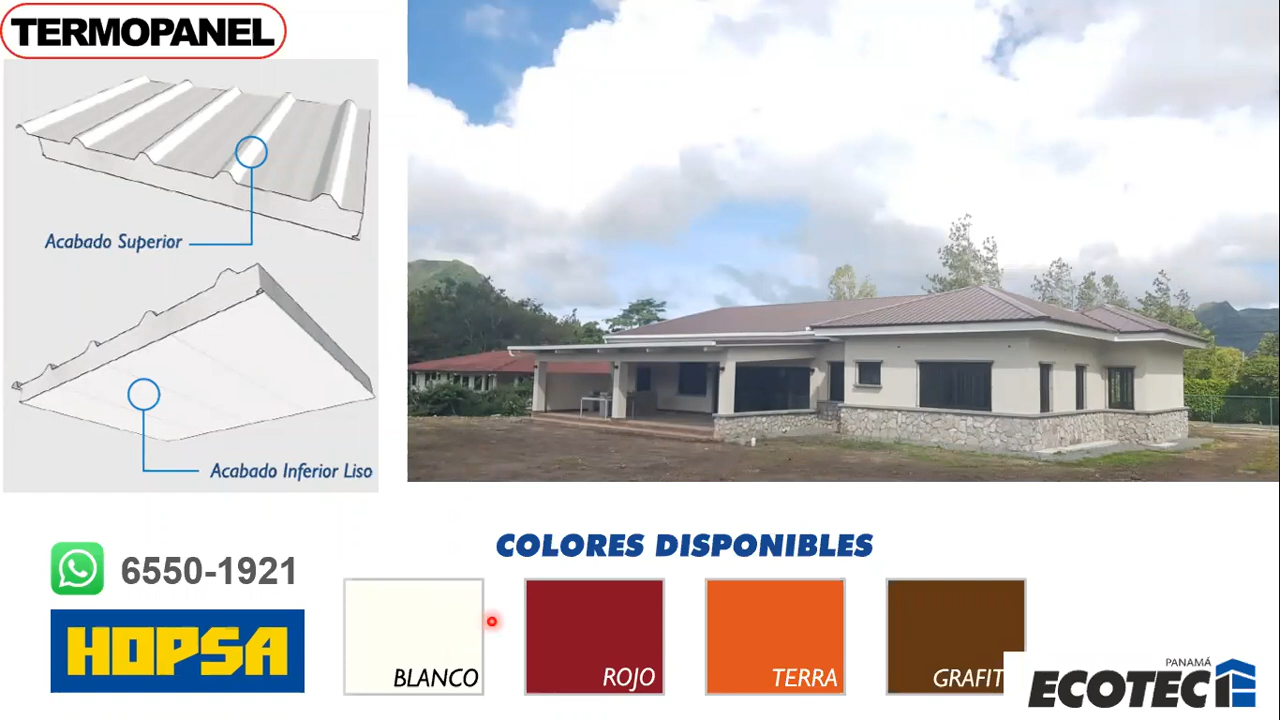 TERMOPANEL
Acabado Superior
Acabado Inferior Liso
COLORES DISPONIBLES
6550-1921
HOPSA
BLANCO
ROJO
TERRA
GRAFIT
PANAMÁ
ECOTEC